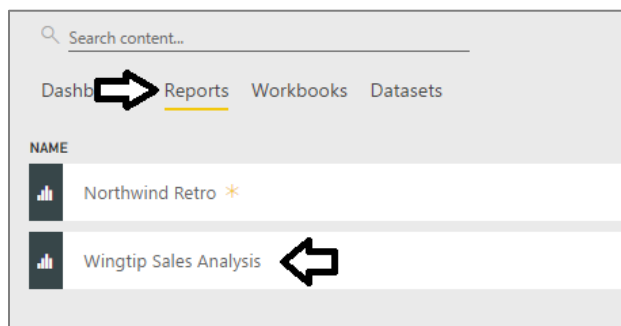 Search content...
Dashb Reports Workbooks Datasets
NAME
Northwind Retro
Wingtip Sales Analysis